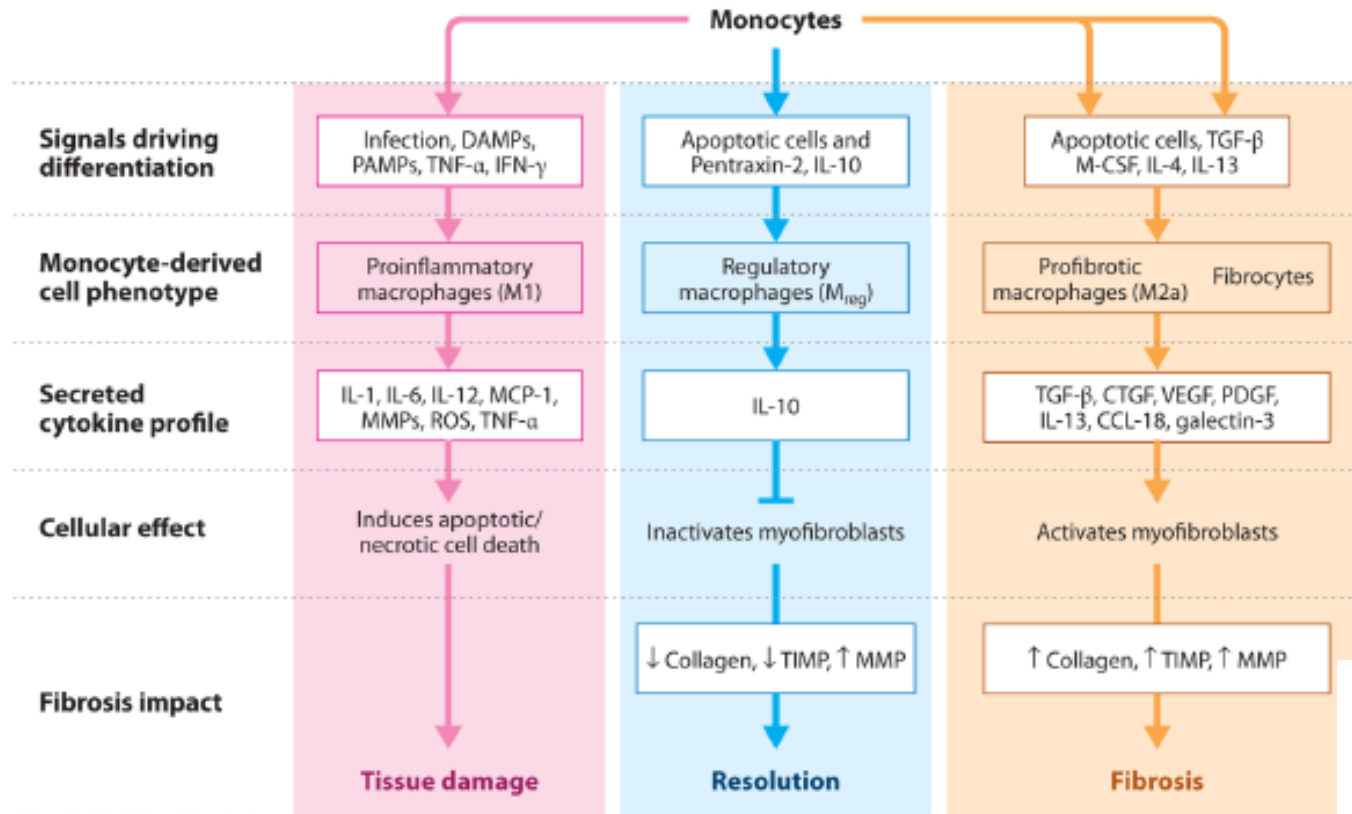 Monocytes
Signals driving
differentiation
Infection, DAMPs,
PAMPs, TNF-α, IFN-γ
Apoptotic cells and
Pentraxin-2, IL-10
Apoptotic cells, TGF-β
M-CSF, IL-4, IL-13
Monocyte-derived
cell phenotype
Proinflammatory
macrophages (M1)
Regulatory
macrophages (Mreg)
Profibrotic
macrophages (M2a)
Fibrocytes
Secreted
cytokine profile
IL-1, IL-6, IL-12, MCP-1,
MMPs, ROS, TNF-α
IL-10
TGF-β, CTGF, VEGF, PDGF,
IL-13, CCL-18, galectin-3
Cellular effect
Induces apoptotic/
necrotic cell death
Inactivates myofibroblasts
Activates myofibroblasts
Fibrosis impact
↓ Collagen, ↓ TIMP, ↑ MMP
↑ Collagen, ↑ TIMP, ↑ MMP
Tissue damage
Resolution
Fibrosis